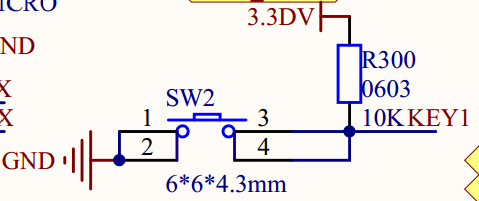 ICRO
3.3DV
ND
R300
X
0603
SW2
X
1
3
10K
KEY1
2
4
GND
6*6*4.3mm